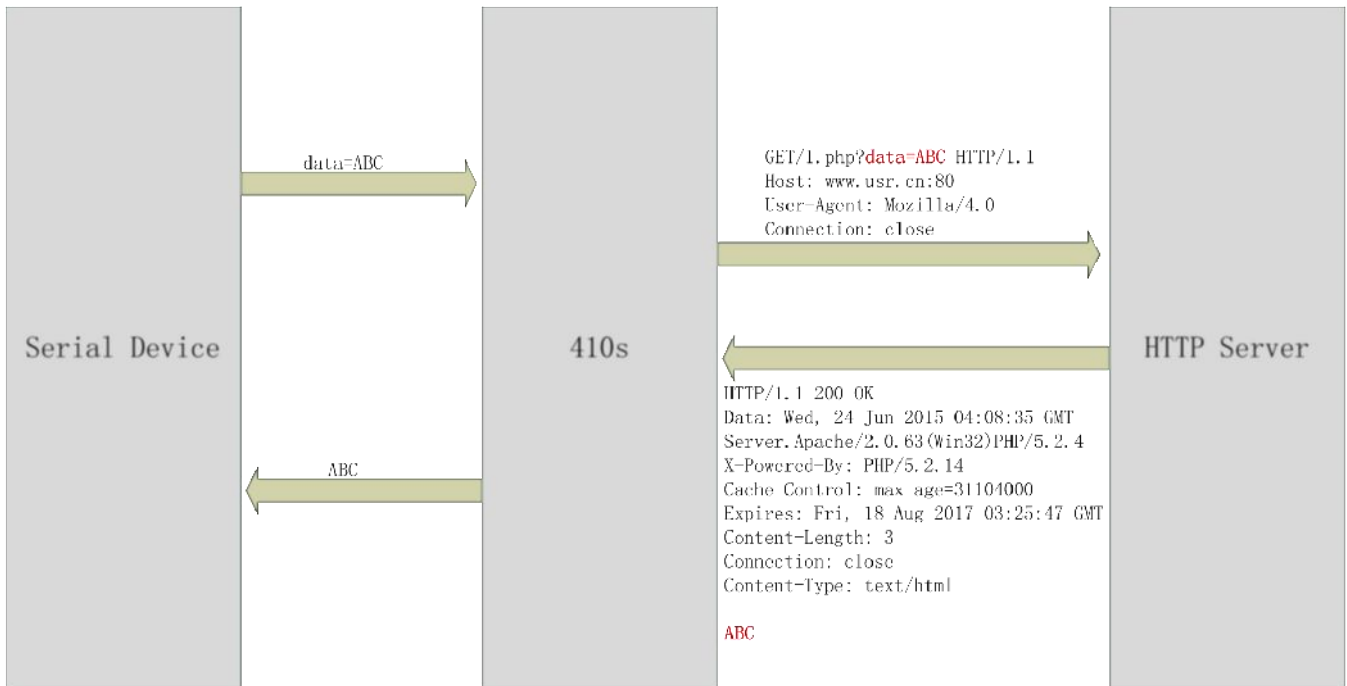 Serial Device
data=ABC
ABC
410s
GET/1.php?data=ABC HTTP/1.1
Host: www.usr.cn:80
User-Agent: Mozilla/4.0
Connection: close
HTTP/1.1 200 OK
Data: Wed, 24 Jun 2015 04:08:35 GMT
Server.Apache/2.0.63(Win32)PHP/5.2.4
X-Powered-By: PHP/5.2.14
Cache Control: max age=31104000
Expires: Fri, 18 Aug 2017 03:25:47 GMT
Content-Length: 3
Connection: close
Content-Type: text/html
ABC
HTTP Server